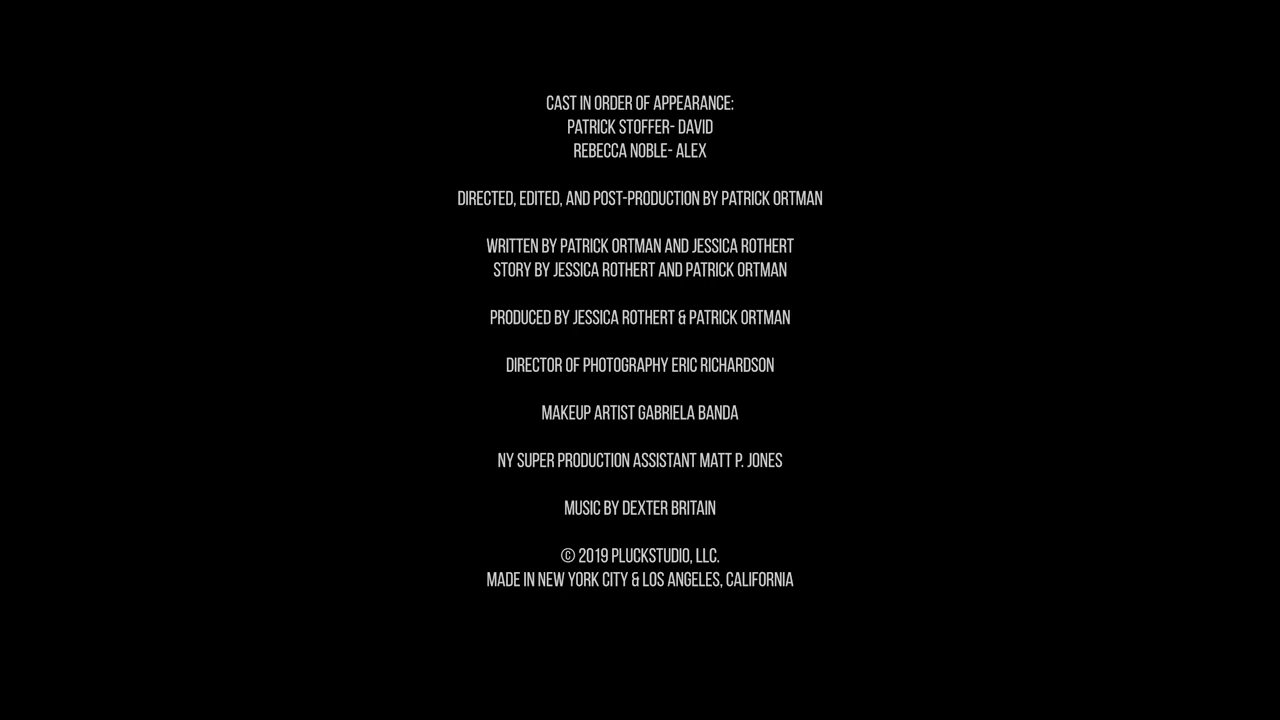 CAST IN ORDER OF APPEARANCE:
PATRICK STOFFER- DAVID
REBECCA NOBLE- ALEX
DIRECTED, EDITED, AND POST-PRODUCTION BY PATRICK ORTMAN
WRITTEN BY PATRICK ORTMAN AND JESSICA ROTHERT
STORY BY JESSICA ROTHERT AND PATRICK ORTMAN
PRODUCED BY JESSICA ROTHERT & PATRICK ORTMAN
DIRECTOR OF PHOTOGRAPHY ERIC RICHARDSON
MAKEUP ARTIST GABRIELA BANDA
NY SUPER PRODUCTION ASSISTANT MATT P. JONES
MUSIC BY DEXTER BRITAIN
© 2019 PLUCKSTUDIO, LLC.
MADE IN NEW YORK CITY & LOS ANGELES, CALIFORNIA